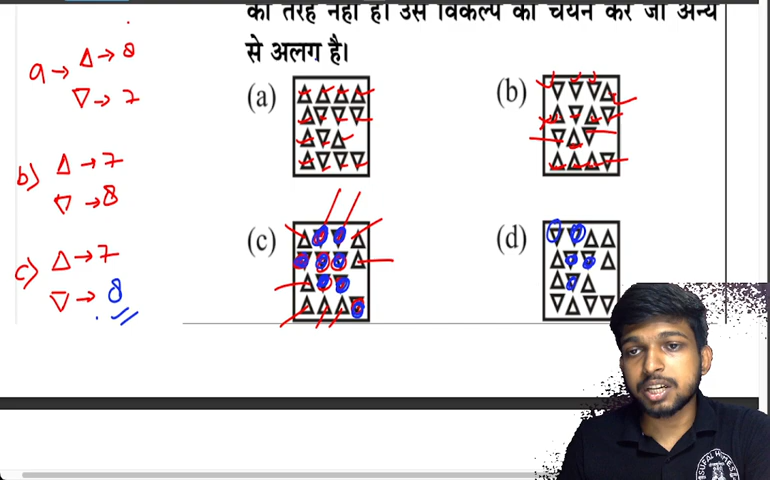 की तरह नहीं है। उस विकल्प का चयन करें जो अन्य
से अलग है।
a → △ → 8
▽ → 7
b) △ → 7
▽ → 8
c) △ → 7
▽ → 8
(a)
(b)
(c)
(d)